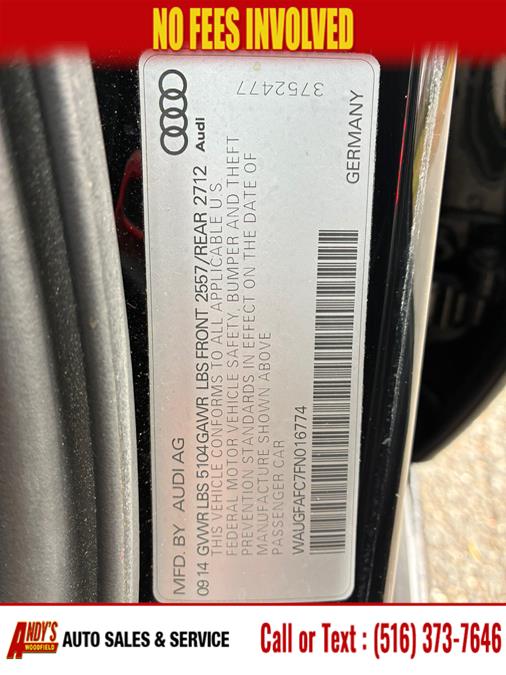 NO FEES INVOLVED
MFD. BY AUDI AG
0914 GVWR LBS 5104 GAWR LBS FRONT 2557/REAR 2712
THIS VEHICLE CONFORMS TO ALL APPLICABLE U.S.
FEDERAL MOTOR VEHICLE SAFETY, BUMPER AND THEFT
PREVENTION STANDARDS IN EFFECT ON THE DATE OF
MANUFACTURE SHOWN ABOVE
PASSENGER CAR
WAUGFAFC7FN016774
GERMANY
Audi
3752477
ANDY'S
WOODFIELD
AUTO SALES & SERVICE
Call or Text : (516) 373-7646